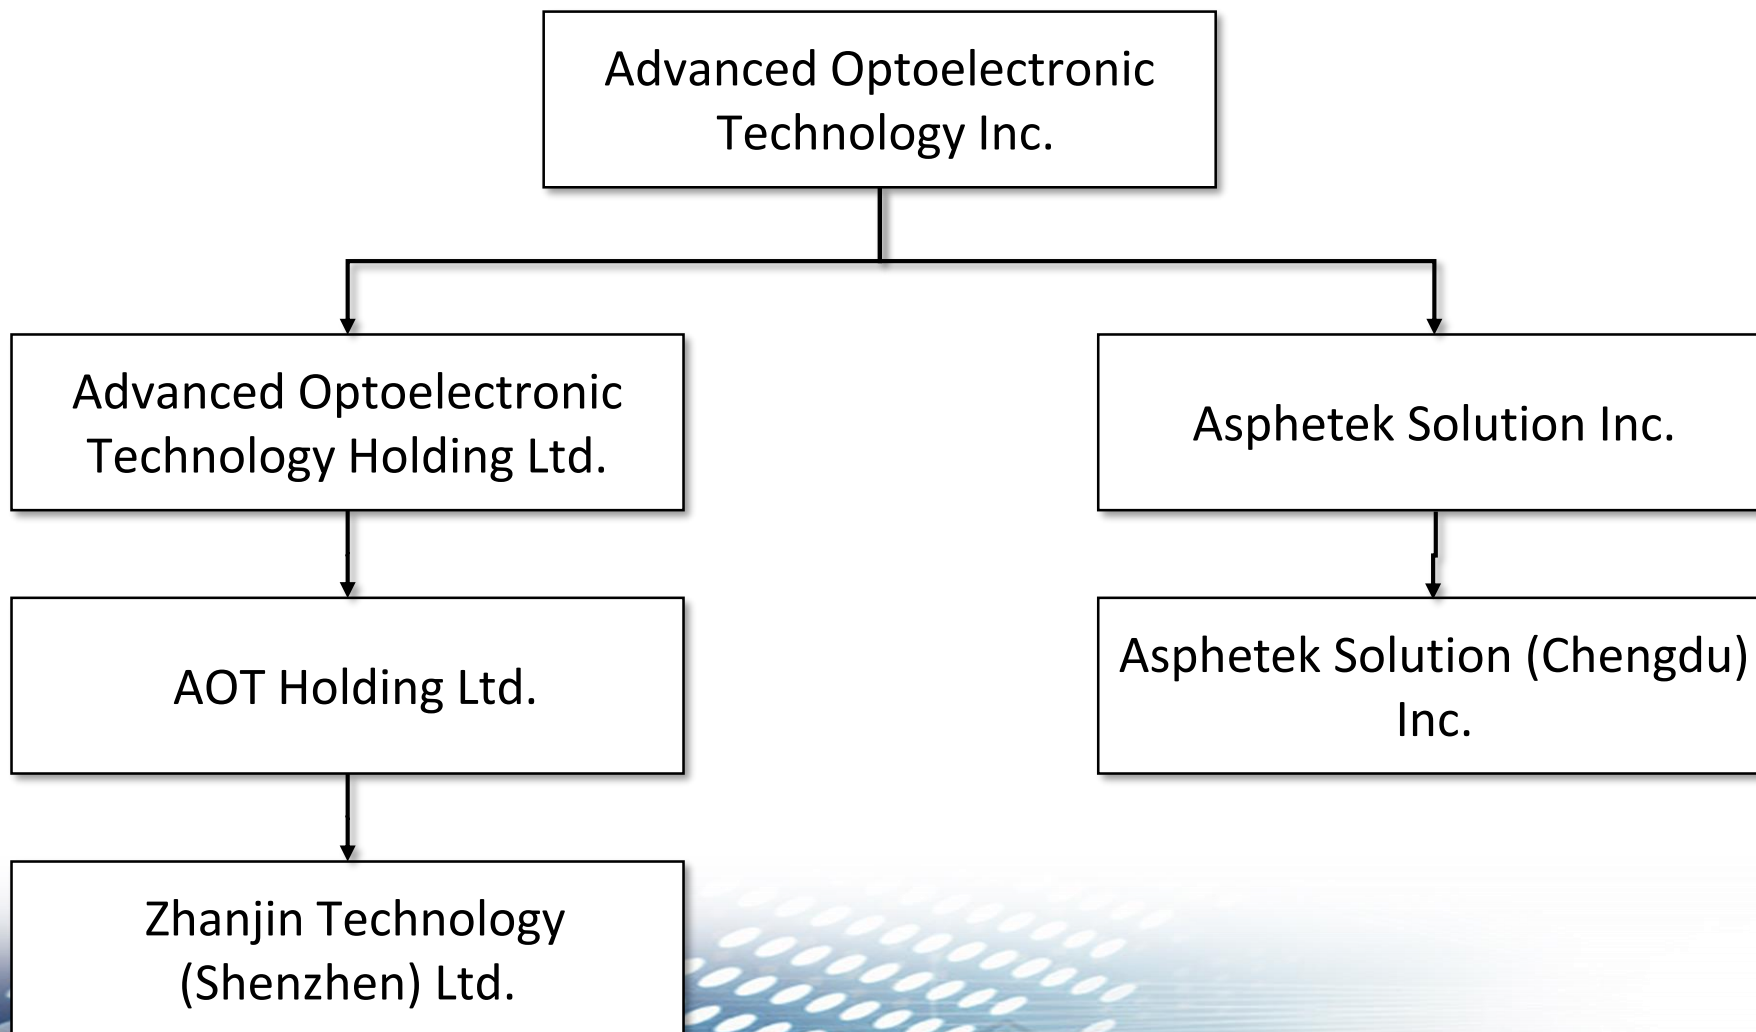 Advanced Optoelectronic
Technology Inc.
Advanced Optoelectronic
Technology Holding Ltd.
Asphetek Solution Inc.
AOT Holding Ltd.
Asphetek Solution (Chengdu)
Inc.
Zhanjin Technology
(Shenzhen) Ltd.